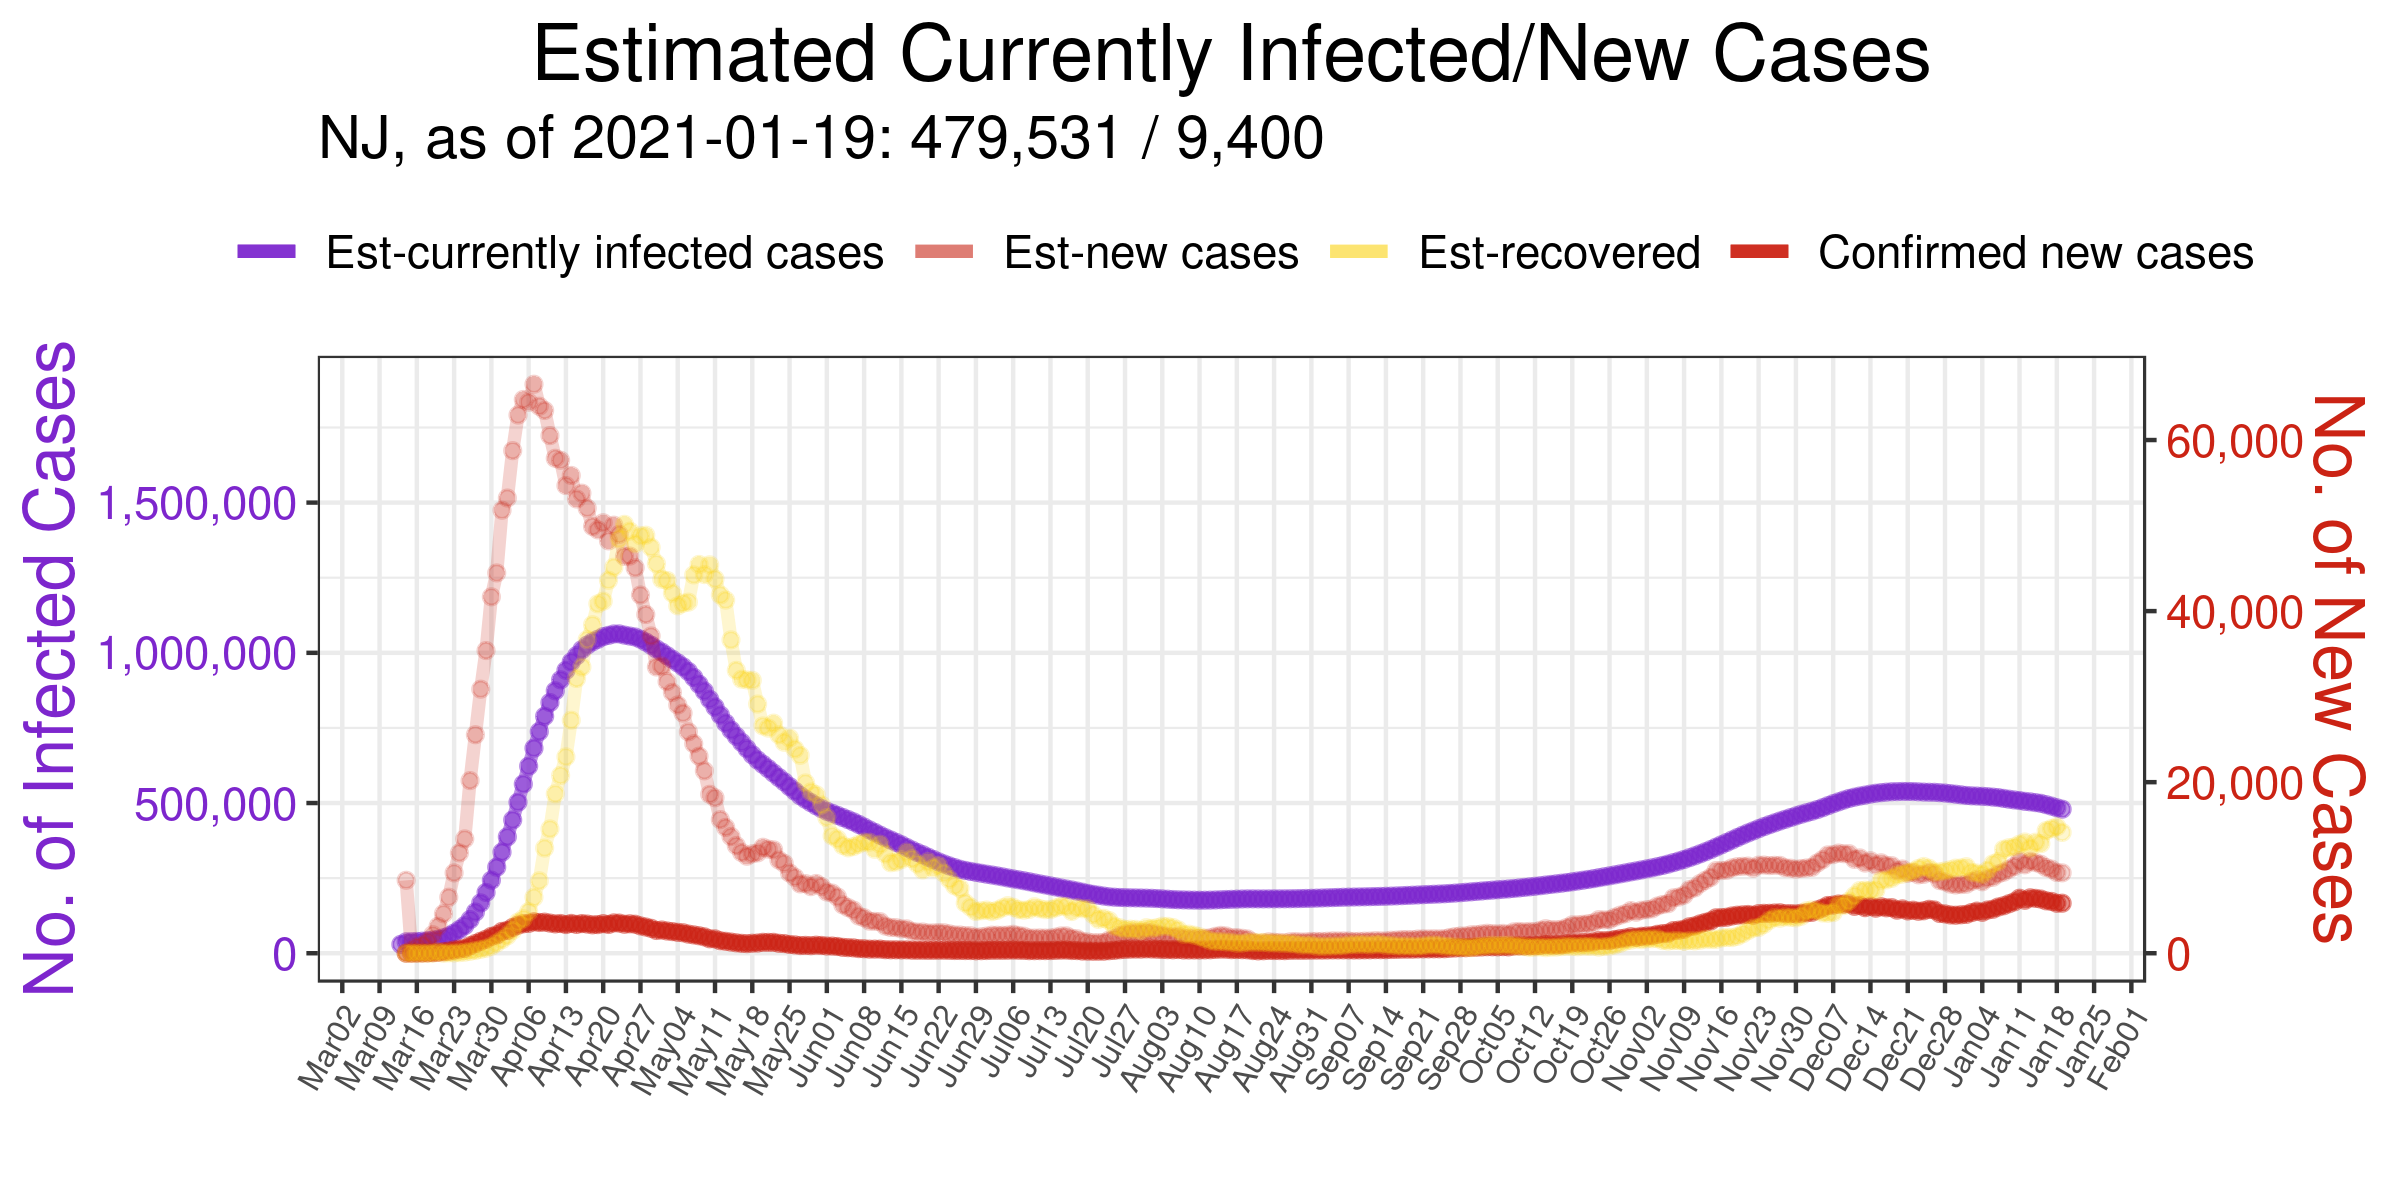 Estimated Currently Infected/New Cases
NJ, as of 2021-01-19: 479,531 / 9,400
Est-currently infected cases Est-new cases Est-recovered Confirmed new cases
No. of Infected Cases
1,500,000
1,000,000
500,000
0
60,000
40,000
20,000
0
No. of New Cases
Mar02 Mar09 Mar16 Mar23 Mar30 Apr06 Apr13 Apr20 Apr27 May04 May11 May18 May25 Jun01 Jun08 Jun15 Jun22 Jun29 Jul06 Jul13 Jul20 Jul27 Aug03 Aug10 Aug17 Aug24 Aug31 Sep07 Sep14 Sep21 Sep28 Oct05 Oct12 Oct19 Oct26 Nov02 Nov09 Nov16 Nov23 Nov30 Dec07 Dec14 Dec21 Dec28 Jan04 Jan11 Jan18 Jan25 Feb01